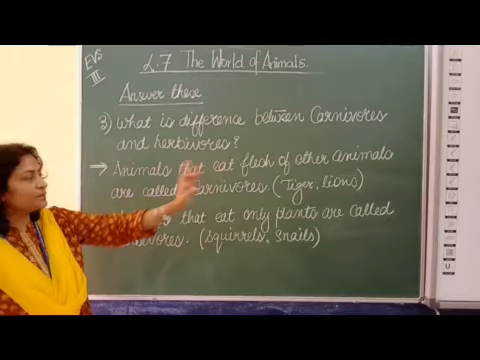 EVS
III
L.7 The World of Animals.
Answer these
3) What is difference between Carnivores
and herbivores?
→ Animals that eat flesh of other animals
are called Carnivores (Tiger, lions)
that eat only plants are called
(Squirrels, Snails)